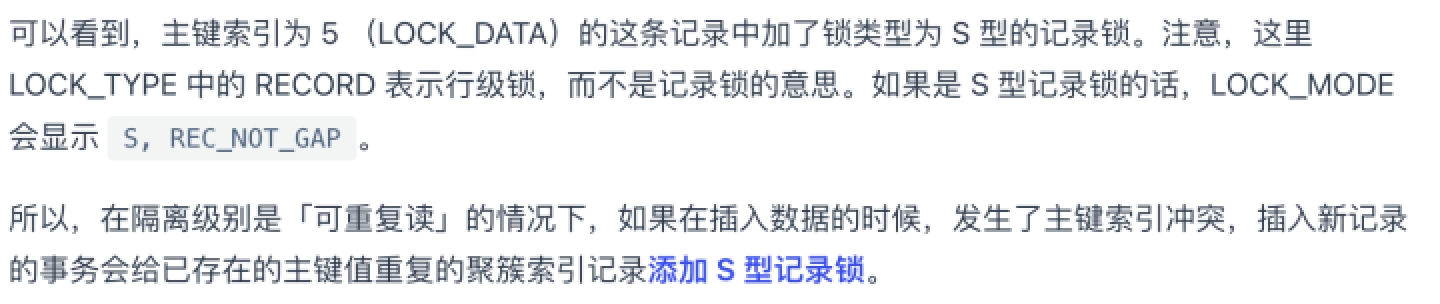 可以看到，主键索引为 5 （LOCK_DATA）的这条记录中加了锁类型为 S 型的记录锁。注意，这里
LOCK_TYPE 中的 RECORD 表示行级锁，而不是记录锁的意思。如果是 S 型记录锁的话，LOCK_MODE
会显示 S, REC_NOT_GAP 。
所以，在隔离级别是「可重复读」的情况下，如果在插入数据的时候，发生了主键索引冲突，插入新记录
的事务会给已存在的主键值重复的聚簇索引记录添加 S 型记录锁。